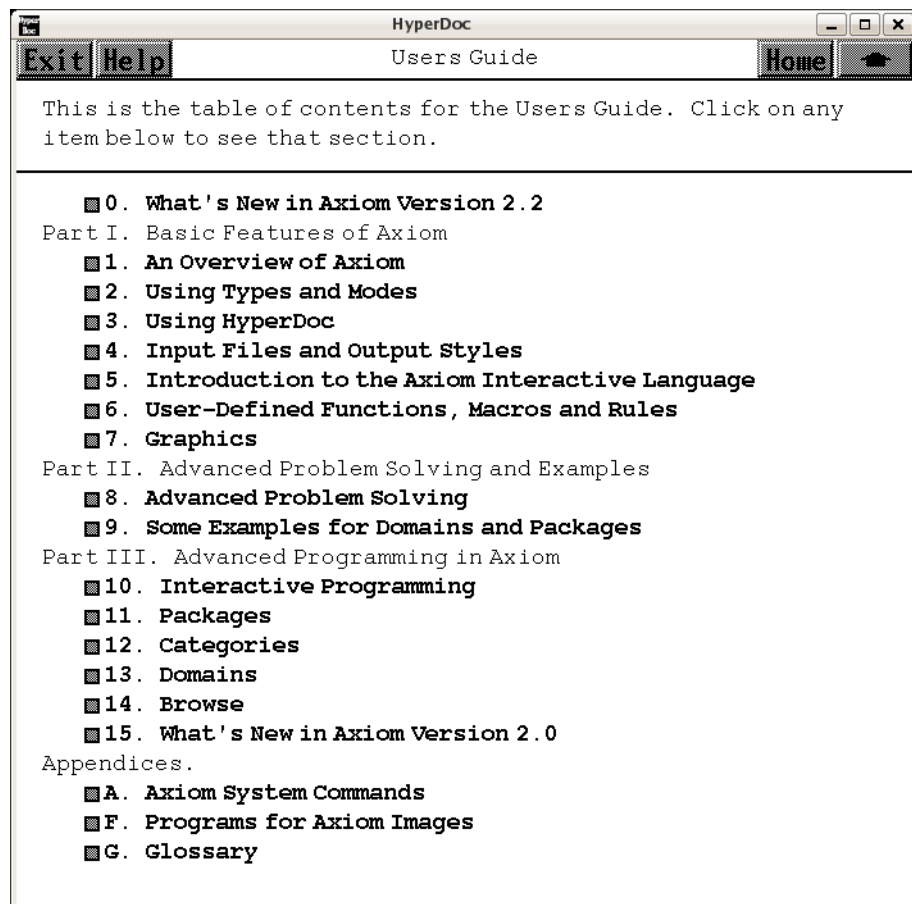 Hyper Doc
HyperDoc
Exit Help Users Guide Home
This is the table of contents for the Users Guide. Click on any
item below to see that section.
0. What's New in Axiom Version 2.2
Part I. Basic Features of Axiom
1. An Overview of Axiom
2. Using Types and Modes
3. Using HyperDoc
4. Input Files and Output Styles
5. Introduction to the Axiom Interactive Language
6. User-Defined Functions, Macros and Rules
7. Graphics
Part II. Advanced Problem Solving and Examples
8. Advanced Problem Solving
9. Some Examples for Domains and Packages
Part III. Advanced Programming in Axiom
10. Interactive Programming
11. Packages
12. Categories
13. Domains
14. Browse
15. What's New in Axiom Version 2.0
Appendices.
A. Axiom System Commands
F. Programs for Axiom Images
G. Glossary